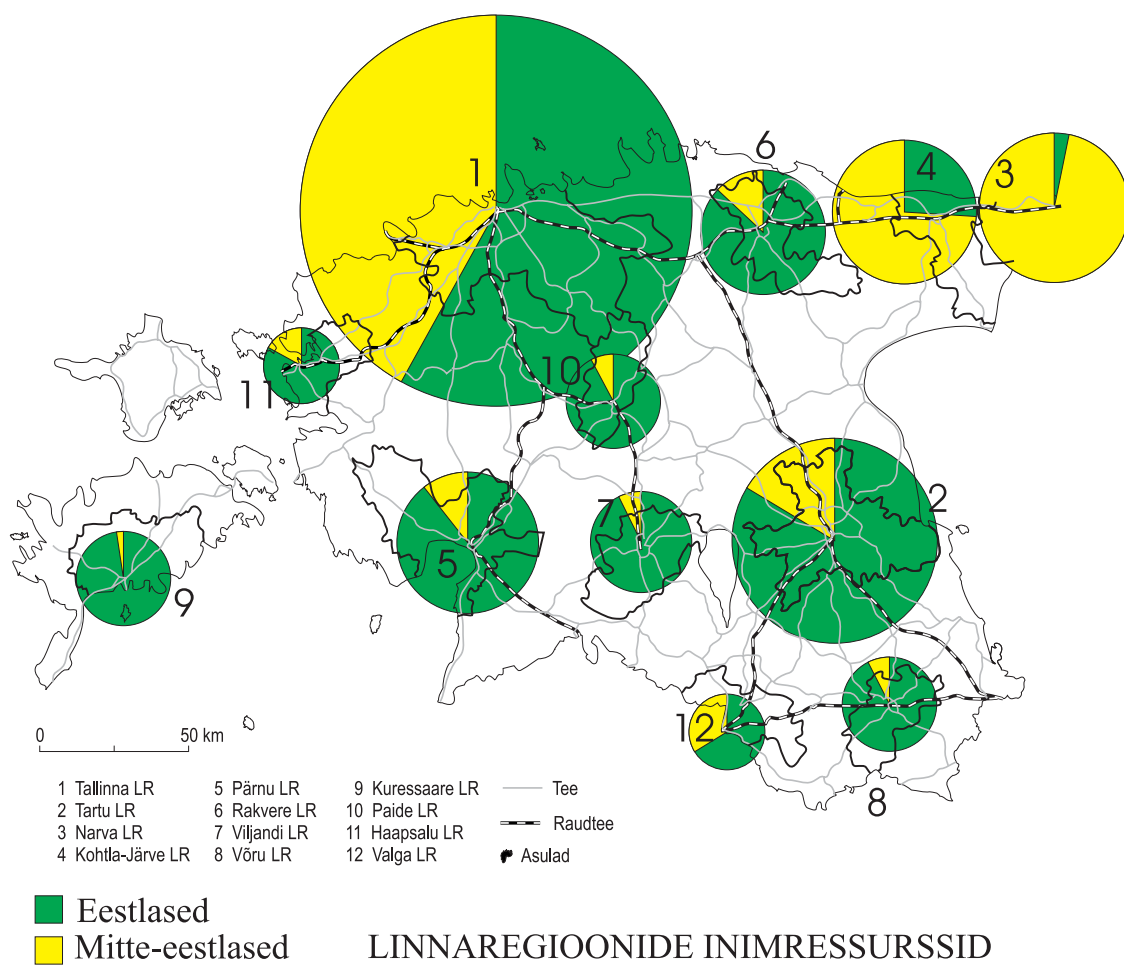 1
6
4
3
11
10
2
5
7
9
12
8
0 50 km
1 Tallinna LR
2 Tartu LR
3 Narva LR
4 Kohtla-Järve LR
5 Pärnu LR
6 Rakvere LR
7 Viljandi LR
8 Võru LR
9 Kuressaare LR
10 Paide LR
11 Haapsalu LR
12 Valga LR
Tee
Raudtee
Asulad
Eestlased
Mitte-eestlased
LINNAREGIOONIDE INIMRESSURSSID